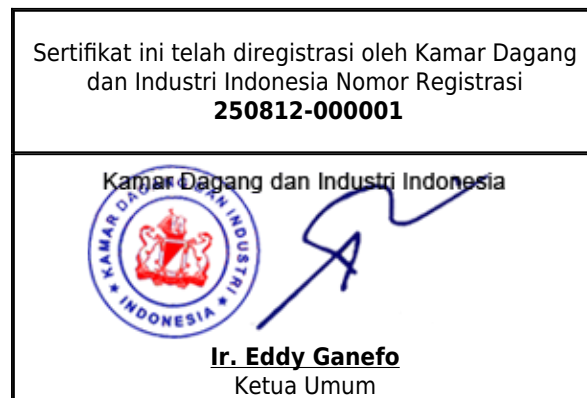 Sertifikat ini telah diregistrasi oleh Kamar Dagang
dan Industri Indonesia Nomor Registrasi
250812-000001
Kamar Dagang dan Industri Indonesia
KAMAR DAGANG DAN INDUSTRI
INDONESIA
Ir. Eddy Ganefo
Ketua Umum